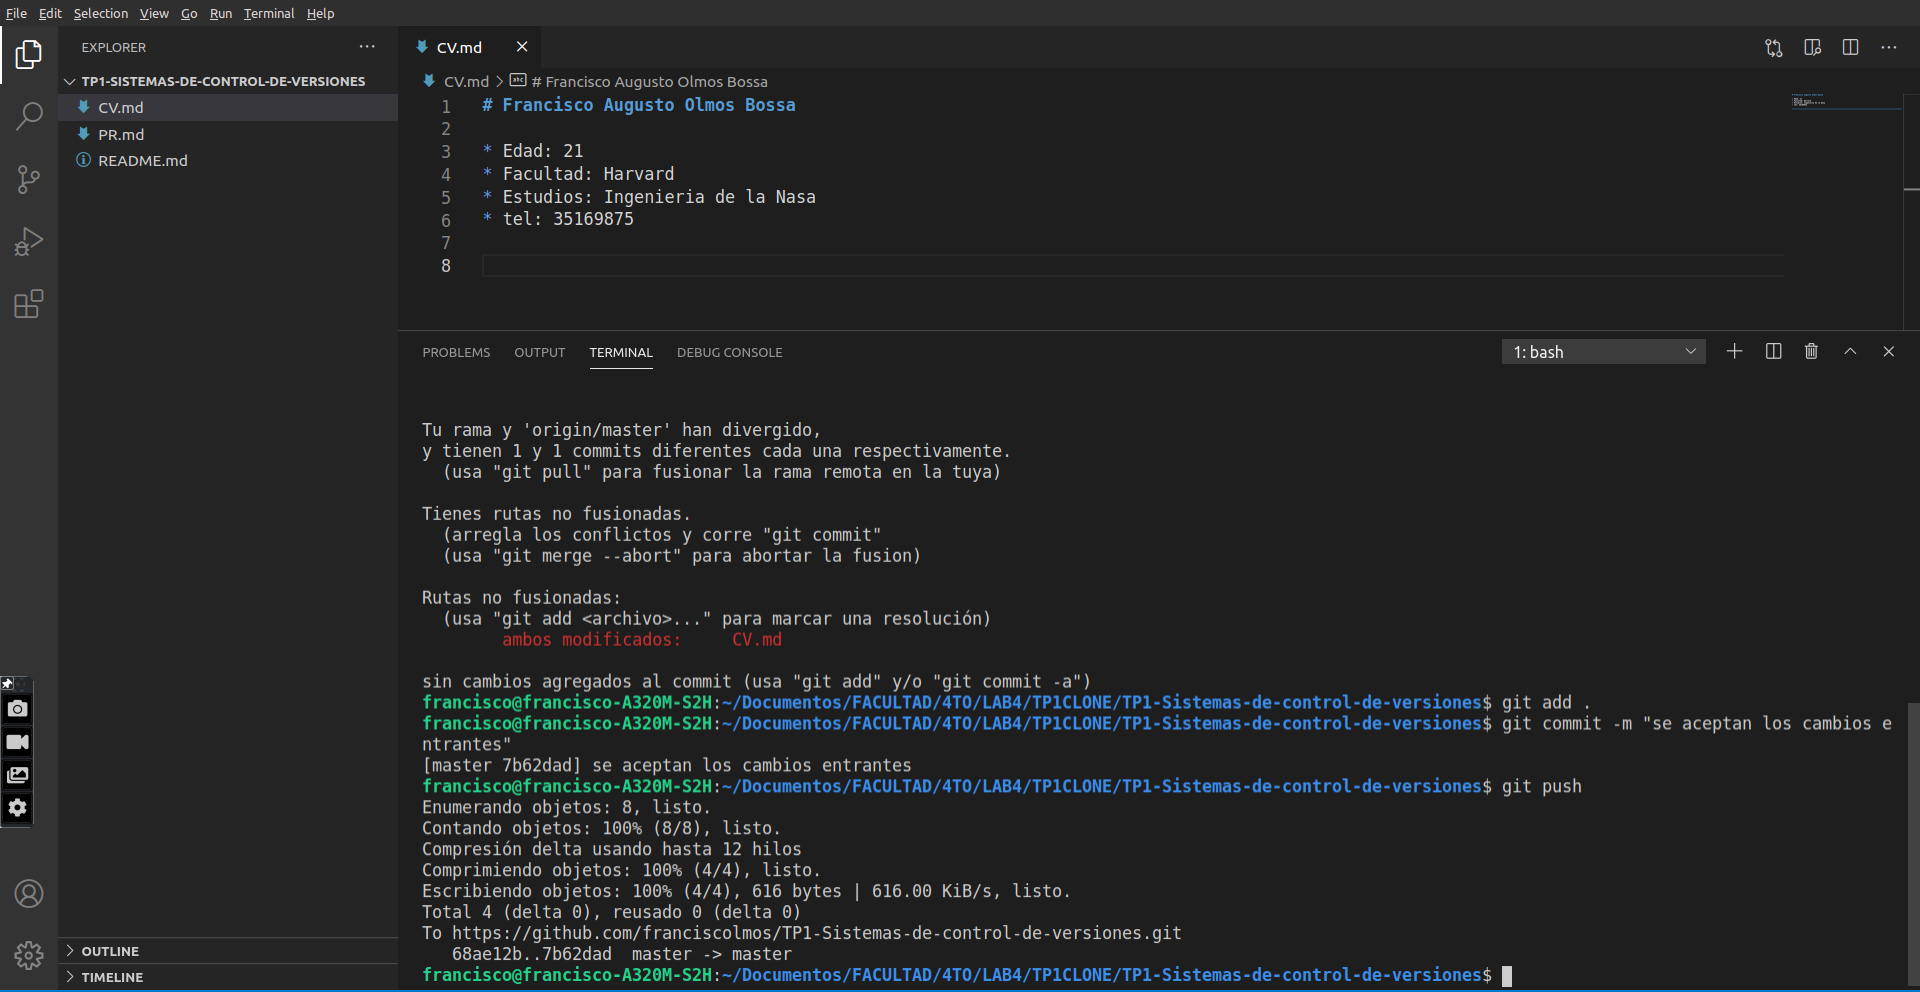 File Edit Selection View Go Run Terminal Help
EXPLORER
TP1-SISTEMAS-DE-CONTROL-DE-VERSIONES
CV.md
PR.md
README.md
OUTLINE
TIMELINE
CV.md
CV.md > # Francisco Augusto Olmos Bossa
1 # Francisco Augusto Olmos Bossa
2
3 * Edad: 21
4 * Facultad: Harvard
5 * Estudios: Ingenieria de la Nasa
6 * tel: 35169875
7
8
PROBLEMS OUTPUT TERMINAL DEBUG CONSOLE 1: bash
Tu rama y 'origin/master' han divergido,
y tienen 1 y 1 commits diferentes cada una respectivamente.
(usa "git pull" para fusionar la rama remota en la tuya)
Tienes rutas no fusionadas.
(arregla los conflictos y corre "git commit"
(usa "git merge --abort" para abortar la fusion)
Rutas no fusionadas:
(usa "git add <archivo>..." para marcar una resolución)
ambos modificados: CV.md
sin cambios agregados al commit (usa "git add" y/o "git commit -a")
francisco@francisco-A320M-S2H:~/Documentos/FACULTAD/4TO/LAB4/TP1CLONE/TP1-Sistemas-de-control-de-versiones$ git add .
francisco@francisco-A320M-S2H:~/Documentos/FACULTAD/4TO/LAB4/TP1CLONE/TP1-Sistemas-de-control-de-versiones$ git commit -m "se aceptan los cambios e
ntrantes"
[master 7b62dad] se aceptan los cambios entrantes
francisco@francisco-A320M-S2H:~/Documentos/FACULTAD/4TO/LAB4/TP1CLONE/TP1-Sistemas-de-control-de-versiones$ git push
Enumerando objetos: 8, listo.
Contando objetos: 100% (8/8), listo.
Compresión delta usando hasta 12 hilos
Comprimiendo objetos: 100% (4/4), listo.
Escribiendo objetos: 100% (4/4), 616 bytes | 616.00 KiB/s, listo.
Total 4 (delta 0), reusado 0 (delta 0)
To https://github.com/franciscolmos/TP1-Sistemas-de-control-de-versiones.git
68ae12b..7b62dad master -> master
francisco@francisco-A320M-S2H:~/Documentos/FACULTAD/4TO/LAB4/TP1CLONE/TP1-Sistemas-de-control-de-versiones$